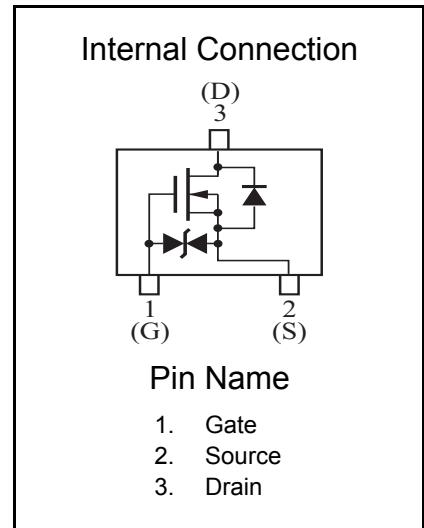 Internal Connection
(D)
3
1 2
(G) (S)
Pin Name
1. Gate
2. Source
3. Drain